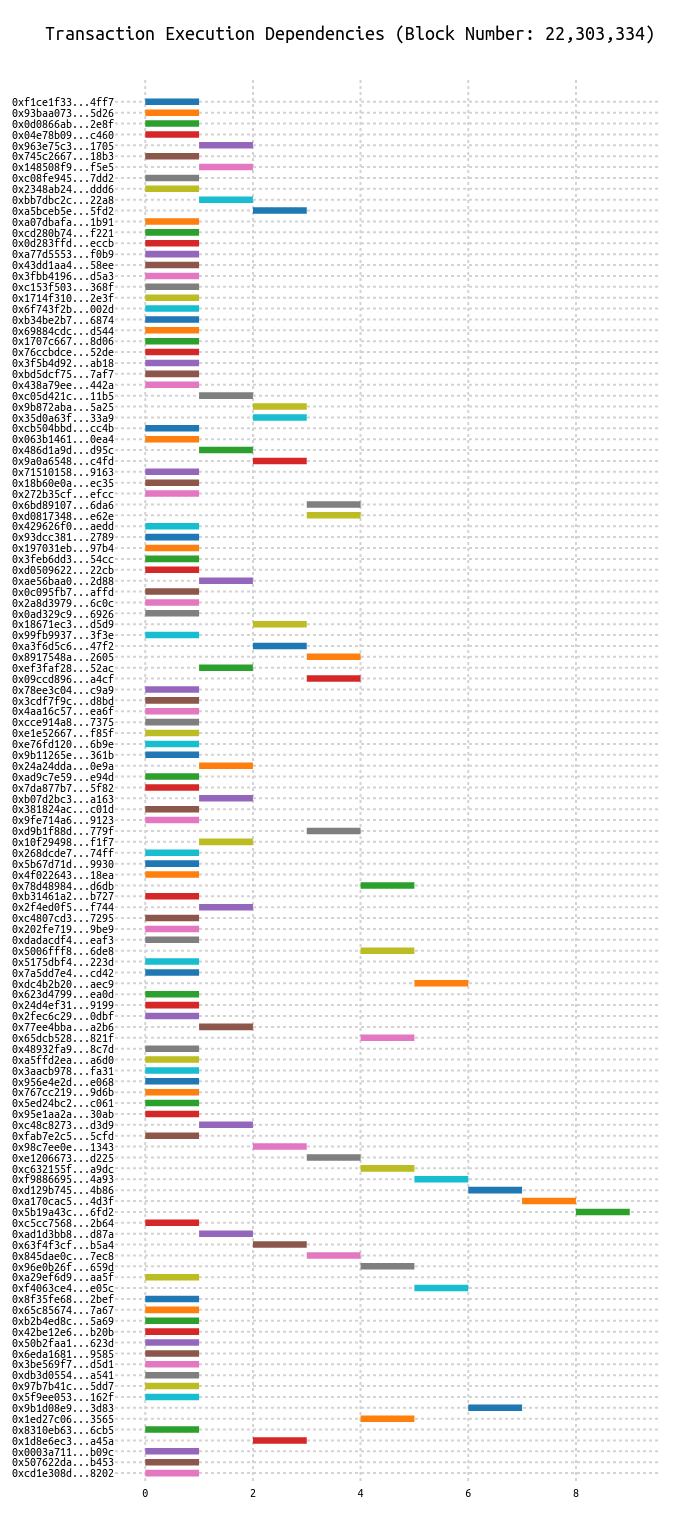 Transaction Execution Dependencies (Block Number: 22,303,334)
0xf1ce1f33...4ff7
0x93baa073...5d26
0x0d0866ab...2e8f
0x04e78b09...c460
0x963e75c3...1705
0x745c2667...18b3
0x148508f9...f5e5
0xc08fe945...7dd2
0x2348ab24...ddd6
0xbb7dbc2c...22a8
0xa5bceb5e...5fd2
0xa07dbafa...1b91
0xcd280b74...f221
0x0d283ffd...eccb
0xa77d5553...f0b9
0x43dd1aa4...58ee
0x3fbb4196...d5a3
0xc153f503...368f
0x1714f310...2e3f
0x6f743f2b...002d
0xb34be2b7...6874
0x69884cdc...d544
0x1707c667...8d06
0x76ccbdce...52de
0x3f5b4d92...ab18
0xbd5dcf75...7af7
0x438a79ee...442a
0xc05d421c...11b5
0x9b872aba...5a25
0x35d0a63f...33a9
0xcb504bbd...cc4b
0x063b1461...0ea4
0x486d1a9d...d95c
0x9a0a6548...c4fd
0x71510158...9163
0x18b60e0a...ec35
0x272b35cf...efcc
0x6bd89107...6da6
0xd0817348...e62e
0x429626f0...aedd
0x93dcc381...2789
0x197031eb...97b4
0x3feb6dd3...54cc
0xd0509622...22cb
0xae56baa0...2d88
0x0c095fb7...affd
0x2a8d3979...6c0c
0x0ad329c9...6926
0x18671ec3...d5d9
0x99fb9937...3f3e
0xa3f6d5c6...47f2
0x8917548a...2605
0xef3faf28...52ac
0x09ccd896...a4cf
0x78ee3c04...c9a9
0x3cdf7f9c...d8bd
0x4aa16c57...ea6f
0xcce914a8...7375
0xe1e52667...f85f
0xe76fd120...6b9e
0x9b11265e...361b
0x24a24dda...0e9a
0xad9c7e59...e94d
0x7da877b7...5f82
0xb07d2bc3...a163
0x381824ac...c01d
0x9fe714a6...9123
0xd9b1f88d...779f
0x10f29498...f1f7
0x268dcde7...74ff
0x5b67d71d...9930
0x4f022643...18ea
0x78d48984...d6db
0xb31461a2...b727
0x2f4ed0f5...f744
0xc4807cd3...7295
0x202fe719...9be9
0xdadacdf4...eaf3
0x5006fff8...6de8
0x5175dbf4...223d
0x7a5dd7e4...cd42
0xdc4b2b20...aec9
0x623d4799...ea0d
0x24d4ef31...9199
0x2fec6c29...0dbf
0x77ee4bba...a2b6
0x65dcb528...821f
0x48932fa9...8c7d
0xa5ffd2ea...a6d0
0x3aacb978...fa31
0x956e4e2d...e068
0x767cc219...9d6b
0x5ed24bc2...c061
0x95e1aa2a...30ab
0xc48c8273...d3d9
0xfab7e2c5...5cfd
0x98c7ee0e...1343
0xe1206673...d225
0xc632155f...a9dc
0xf9886695...4a93
0xd129b745...4b86
0xa170cac5...4d3f
0x5b19a43c...6fd2
0xc5cc7568...2b64
0xad1d3bb8...d87a
0x63f4f3cf...b5a4
0x845dae0c...7ec8
0x96e0b26f...659d
0xa29ef6d9...aa5f
0xf4063ce4...e05c
0x8f35fe68...2bef
0x65c85674...7a67
0xb2b4ed8c...5a69
0x42be12e6...b20b
0x50b2faa1...623d
0x6eda1681...9585
0x3be569f7...d5d1
0xdb3d0554...a541
0x97b7b41c...5dd7
0x5f9ee053...162f
0x9b1d08e9...3d83
0x1ed27c06...3565
0x8310eb63...6cb5
0x1d8e6ec3...a45a
0x0003a711...b09c
0x507622da...b453
0xcd1e308d...8202
0 2 4 6 8